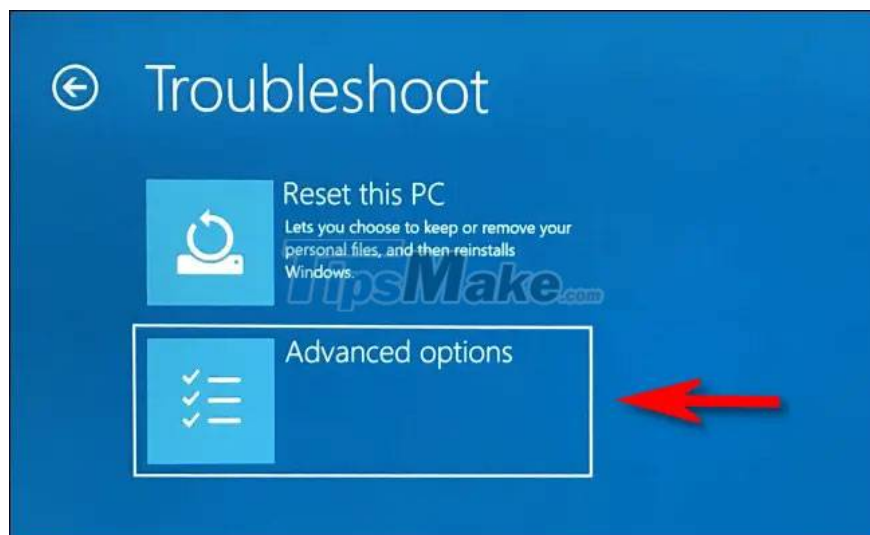 Troubleshoot
Reset this PC
Lets you choose to keep or remove your
personal files, and then reinstalls
Windows.
TipsMake.com
Advanced options